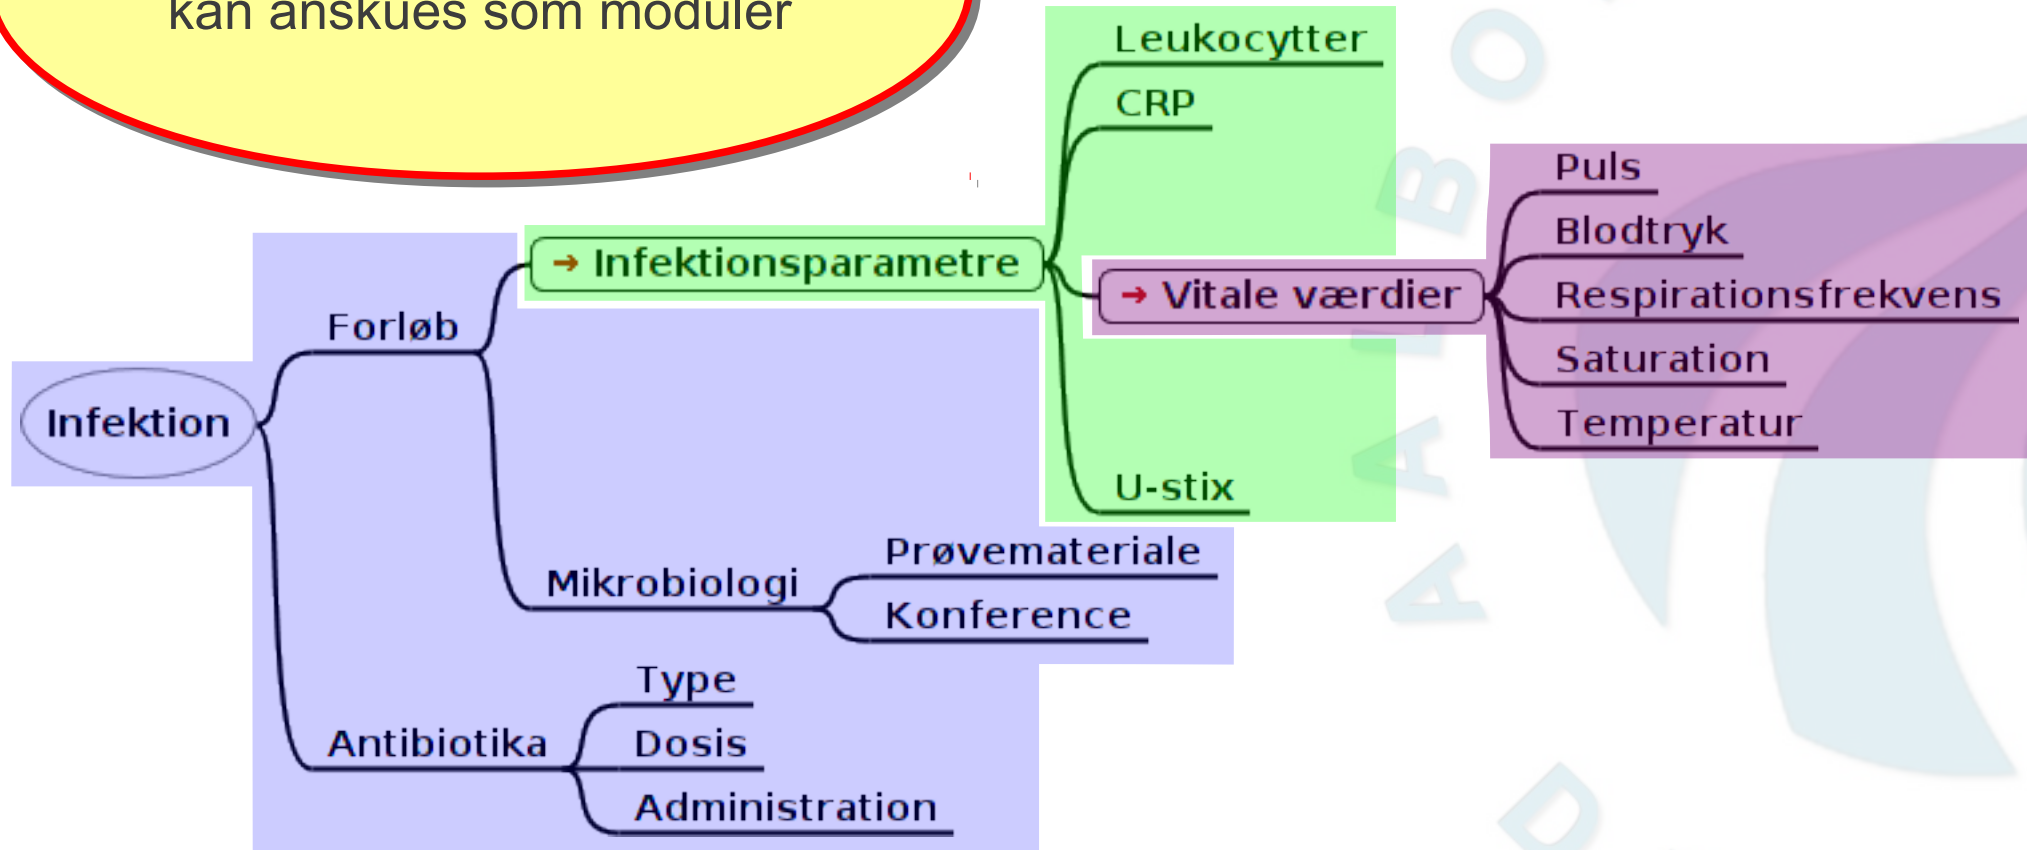 kan anskues som moduler
Leukocytter
CRP
Puls
Blodtryk
→ Infektionsparametre
→ Vitale værdier
Respirationsfrekvens
Forløb
Saturation
Infektion
Temperatur
U-stix
Prøvemateriale
Mikrobiologi
Konference
Type
Antibiotika
Dosis
Administration